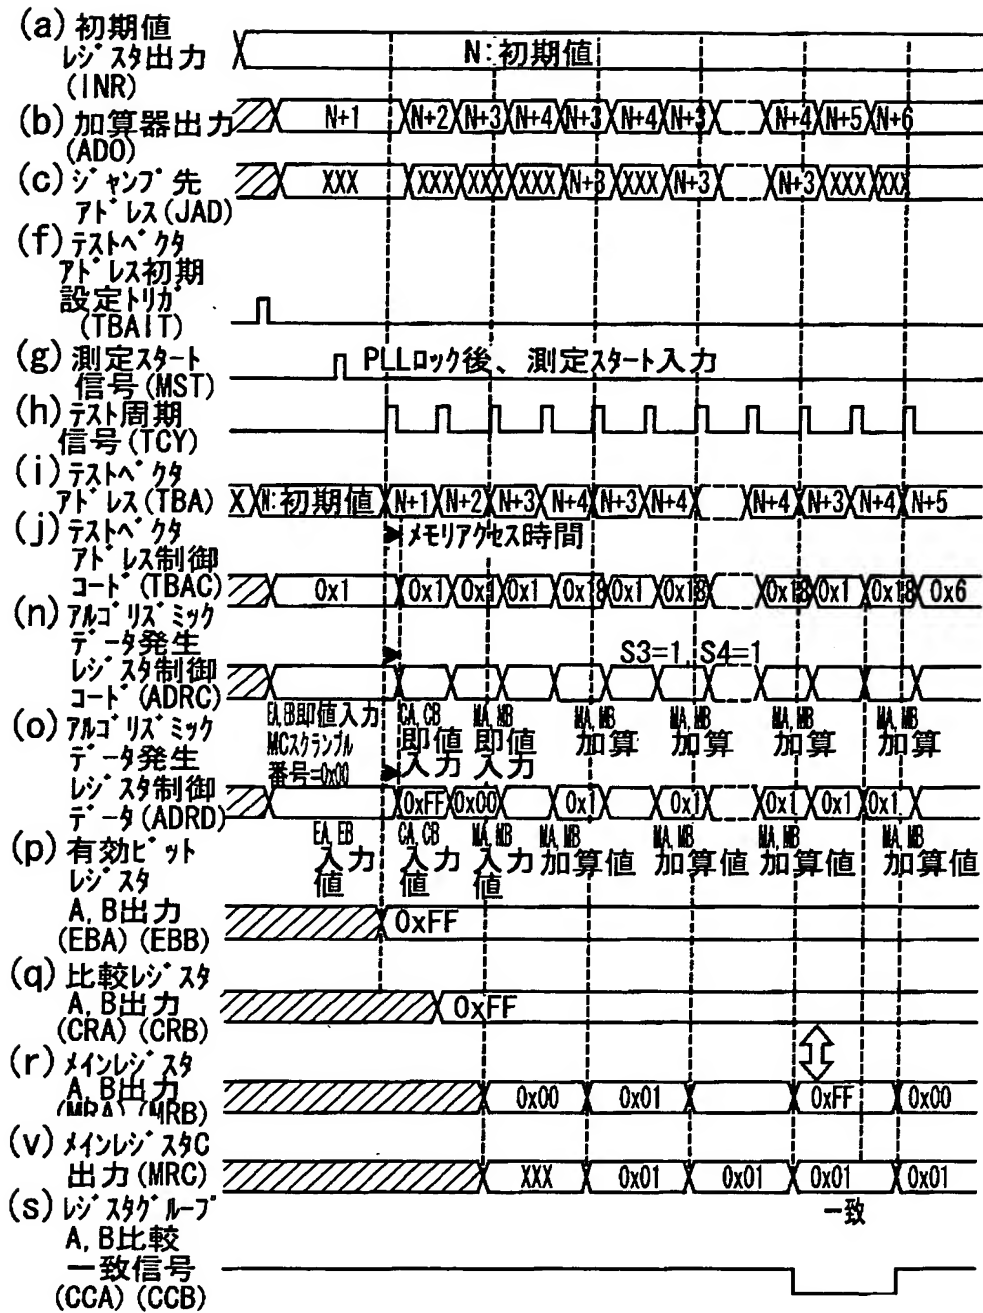 (a) 初期値
レジスタ出力
(INR)
N:初期値
(b) 加算器出力
(ADO)
N+1 N+2 N+3 N+4 N+3 N+4 N+3 N+4 N+5 N+6
(c) ジャンプ先
アドレス(JAD)
XXX XXX XXX XXX N+3 XXX N+3 N+3 XXX XXX
(f) テストベクタ
アドレス初期
設定トリガ
(TBAIT)
(g) 測定スタート
信号(MST)
PLLロック後、測定スタート入力
(h) テスト周期
信号(TCY)
(i) テストベクタ
アドレス(TBA)
X N:初期値 N+1 N+2 N+3 N+4 N+3 N+4 N+4 N+3 N+4 N+5
(j) テストベクタ
アドレス制御
コード(TBAC)
メモリアクセス時間
0x1 0x1 0x1 0x1 0x18 0x1 0x18 0x18 0x1 0x18 0x6
(n) アルゴリズミック
データ発生
レジスタ制御
コード(ADRC)
S3=1, S4=1
EA, EB即値入力
MCスクランブル
番号=0x00
CA, CB
即値
入力
MA, MB
即値
入力
MA, MB
加算
MA, MB
加算
MA, MB
加算
MA, MB
加算
(o) アルゴリズミック
データ発生
レジスタ制御
データ(ADRD)
0xFF 0x00 0x1 0x1 0x1 0x1 0x1
EA, EB
入力
値
CA, CB
入力
値
MA, MB
入力
値
MA, MB
加算値
MA, MB
加算値
MA, MB
加算値
MA, MB
加算値
(p) 有効ビット
レジスタ
A, B出力
(EBA) (EBB)
0xFF
(q) 比較レジスタ
A, B出力
(CRA) (CRB)
0xFF
(r) メインレジスタ
A, B出力
(MRA) (MRB)
0x00 0x01 0xFF 0x00
(v) メインレジスタC
出力(MRC)
XXX 0x01 0x01 0x01 0x01
(s) レジスタグループ
A, B比較
一致信号
(CCA) (CCB)
一致